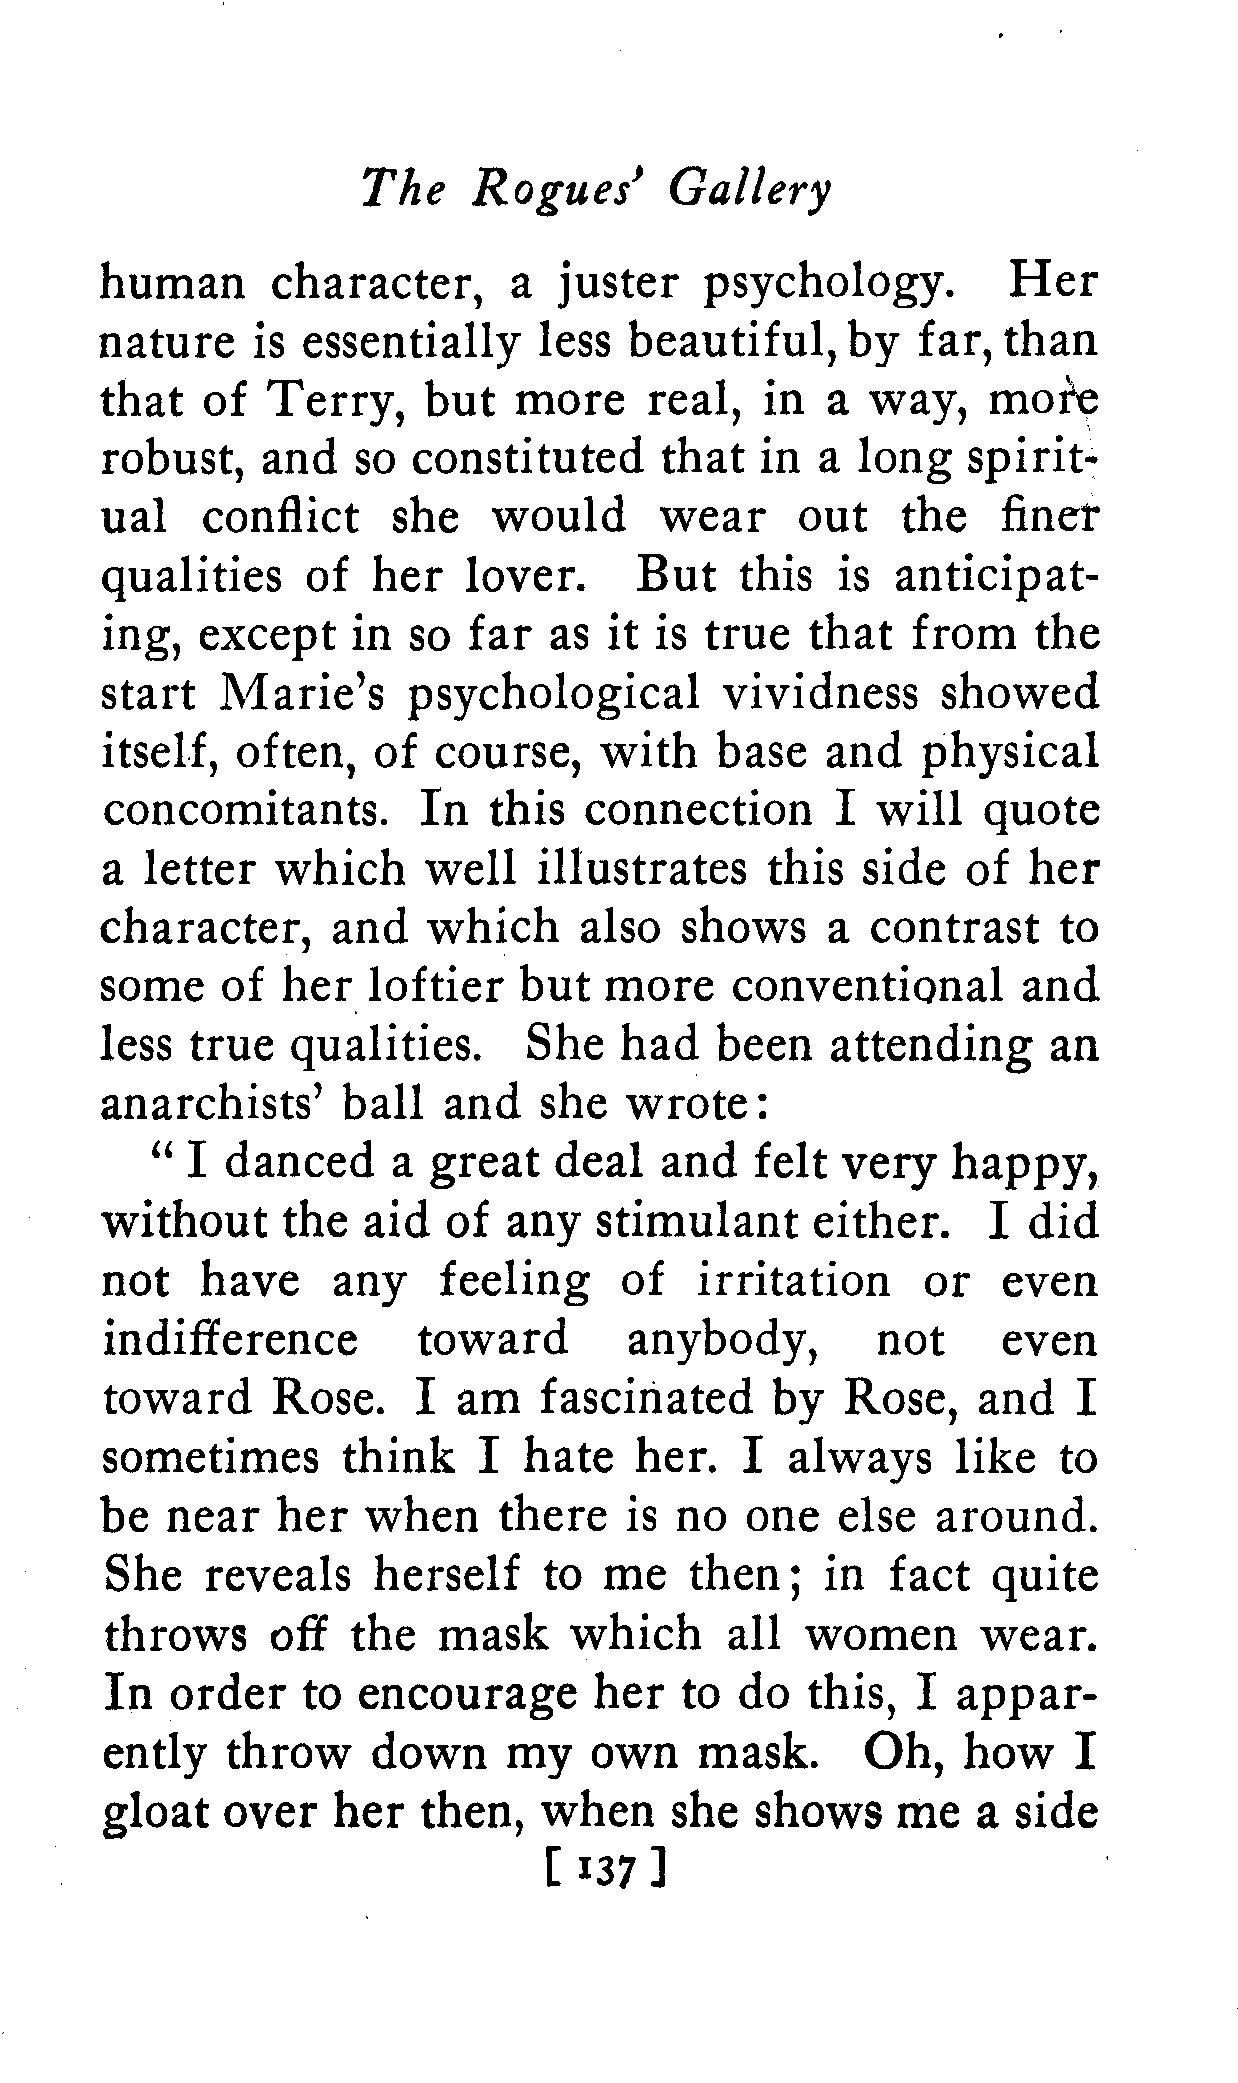 The Rogues' Gallery
human character, a juster psychology. Her
nature is essentially less beautiful, by far, than
that of Terry, but more real, in a way, more
robust, and so constituted that in a long spirit-
ual conflict she would wear out the finer
qualities of her lover. But this is anticipat-
ing, except in so far as it is true that from the
start Marie's psychological vividness showed
itself, often, of course, with base and physical
concomitants. In this connection I will quote
a letter which well illustrates this side of her
character, and which also shows a contrast to
some of her loftier but more conventional and
less true qualities. She had been attending an
anarchists' ball and she wrote:
" I danced a great deal and felt very happy,
without the aid of any stimulant either. I did
not have any feeling of irritation or even
indifference toward anybody, not even
toward Rose. I am fascinated by Rose, and I
sometimes think I hate her. I always like to
be near her when there is no one else around.
She reveals herself to me then; in fact quite
throws off the mask which all women wear.
In order to encourage her to do this, I appar-
ently throw down my own mask. Oh, how I
gloat over her then, when she shows me a side
[ 137 ]